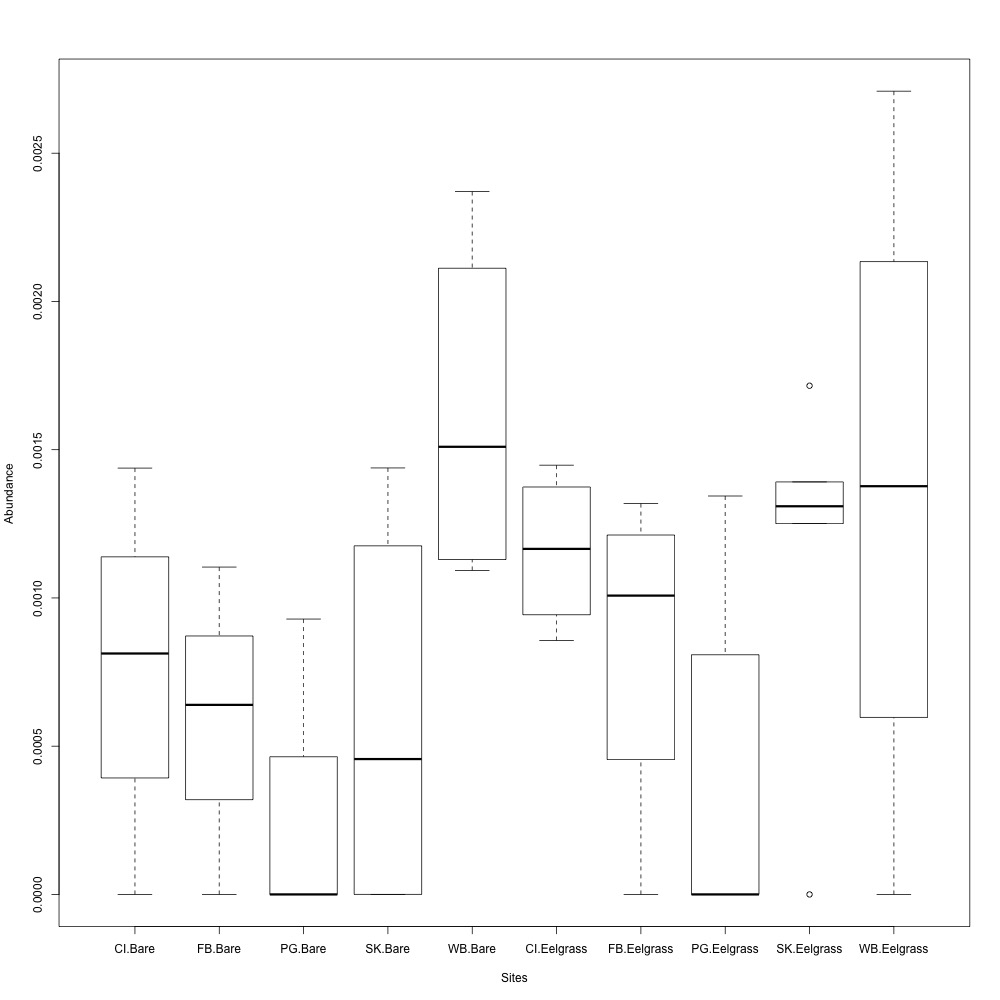 Abundance
0.0025
0.0020
0.0015
0.0010
0.0005
0.0000
CI.Bare FB.Bare PG.Bare SK.Bare WB.Bare CI.Eelgrass FB.Eelgrass PG.Eelgrass SK.Eelgrass WB.Eelgrass
Sites